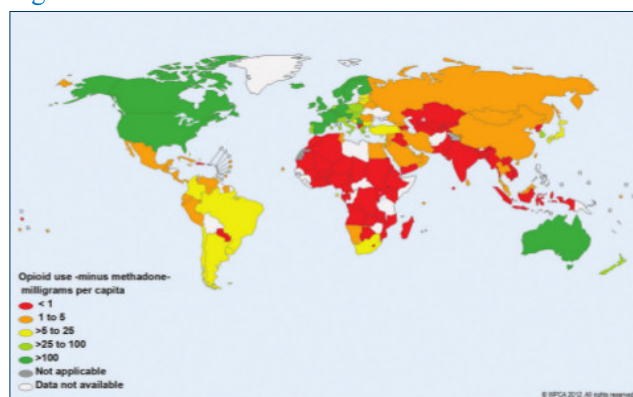 Opioid use -minus methadone-
milligrams per capita
< 1
1 to 5
>5 to 25
>25 to 100
>100
Not applicable
Data not available
© WPCA 2012. All rights